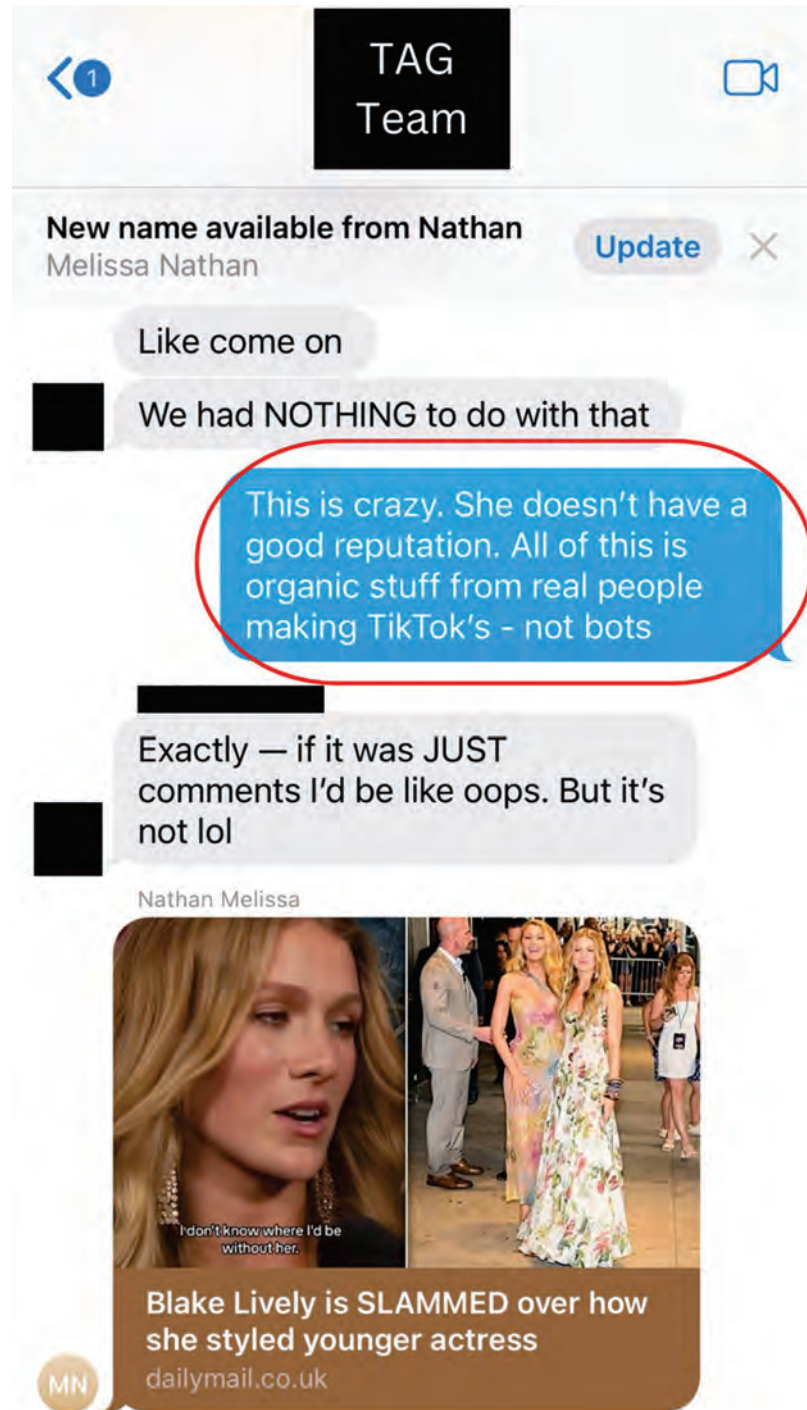 1
TAG
Team
New name available from Nathan
Melissa Nathan
Update
Like come on
We had NOTHING to do with that
This is crazy. She doesn't have a
good reputation. All of this is
organic stuff from real people
making TikTok's - not bots
Exactly — if it was JUST
comments I'd be like oops. But it's
not lol
Nathan Melissa
I don't know where I'd be
without her.
Blake Lively is SLAMMED over how
she styled younger actress
dailymail.co.uk
MN